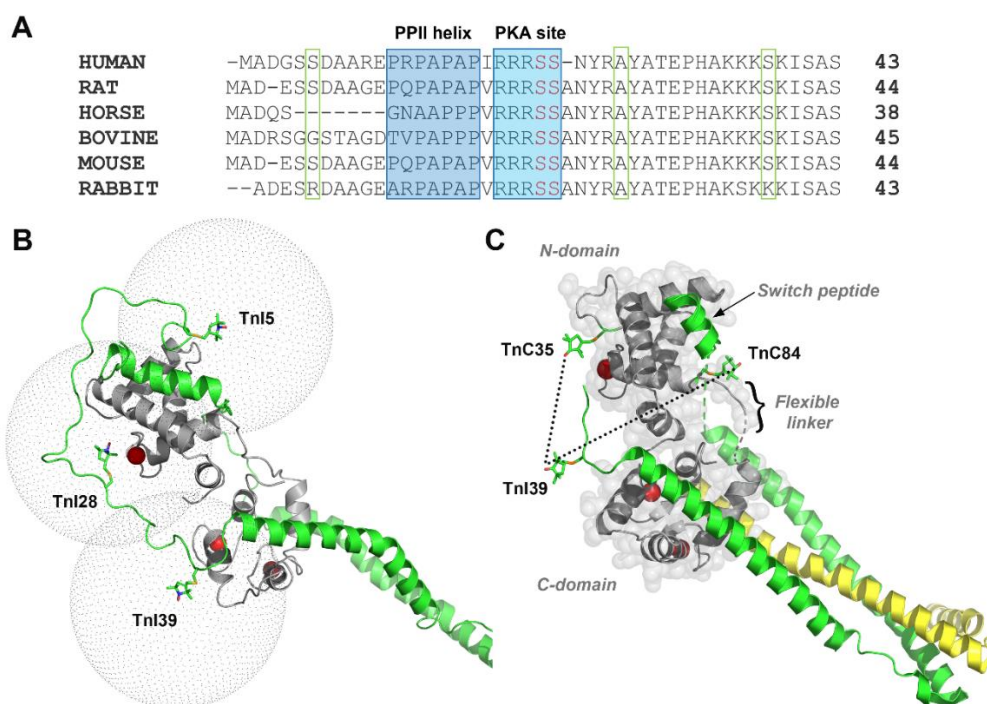 A
PPII helix PKA site
HUMAN -MADGSSDAAREPRPAPAPIRRRSS-NYRAYATEPHAKKKSKISAS 43
RAT MAD-ESSDAAGEPQPAPAPVRRRSSANYRAYATEPHAKKKSKISAS 44
HORSE MADQS-------GNAAPPPVRRRSSANYRAYATEPHAKKKSKISAS 38
BOVINE MADRSGGSTAGDTVPAPPPVRRRSSANYRAYATEPHAKKKSKISAS 45
MOUSE MAD-ESSDAAGEPQPAPAPVRRRSSANYRAYATEPHAKKKSKISAS 44
RABBIT --ADESRDAAGEARPAPAPVRRRSSANYRAYATEPHAKSKKKISAS 43
B
TnI5
TnI28
TnI39
C
N-domain
Switch peptide
TnC35
TnC84
Flexible
linker
TnI39
C-domain